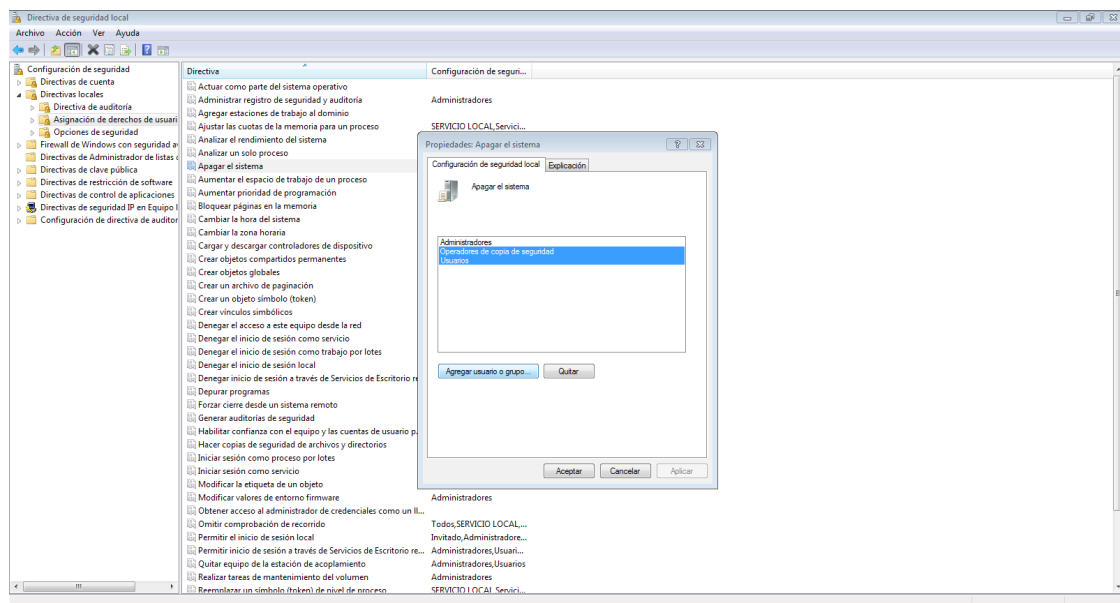 Directiva de seguridad local
Archivo Acción Ver Ayuda
Configuración de seguridad
Directivas de cuenta
Directivas locales
Directiva de auditoría
Asignación de derechos de usuari
Opciones de seguridad
Firewall de Windows con seguridad av
Directivas de Administrador de listas d
Directivas de clave pública
Directivas de restricción de software
Directivas de control de aplicaciones
Directivas de seguridad IP en Equipo l
Configuración de directiva de auditor
Directiva Configuración de seguri...
Actuar como parte del sistema operativo
Administrar registro de seguridad y auditoría Administradores
Agregar estaciones de trabajo al dominio
Ajustar las cuotas de la memoria para un proceso SERVICIO LOCAL,Servici...
Analizar el rendimiento del sistema
Analizar un solo proceso
Apagar el sistema
Aumentar el espacio de trabajo de un proceso
Aumentar prioridad de programación
Bloquear páginas en la memoria
Cambiar la hora del sistema
Cambiar la zona horaria
Cargar y descargar controladores de dispositivo
Crear objetos compartidos permanentes
Crear objetos globales
Crear un archivo de paginación
Crear un objeto símbolo (token)
Crear vínculos simbólicos
Denegar el acceso a este equipo desde la red
Denegar el inicio de sesión como servicio
Denegar el inicio de sesión como trabajo por lotes
Denegar el inicio de sesión local
Denegar inicio de sesión a través de Servicios de Escritorio re
Depurar programas
Forzar cierre desde un sistema remoto
Generar auditorías de seguridad
Habilitar confianza con el equipo y las cuentas de usuario p.
Hacer copias de seguridad de archivos y directorios
Iniciar sesión como proceso por lotes
Iniciar sesión como servicio
Modificar la etiqueta de un objeto
Modificar valores de entorno firmware Administradores
Obtener acceso al administrador de credenciales como un ll...
Omitir comprobación de recorrido Todos,SERVICIO LOCAL,...
Permitir el inicio de sesión local Invitado,Administradore...
Permitir inicio de sesión a través de Servicios de Escritorio re... Administradores,Usuari...
Quitar equipo de la estación de acoplamiento Administradores,Usuarios
Realizar tareas de mantenimiento del volumen Administradores
Reemplazar un símbolo (token) de nivel de proceso SERVICIO LOCAL,Servici...
Propiedades: Apagar el sistema
Configuración de seguridad local Explicación
Apagar el sistema
Administradores
Operadores de copia de seguridad
Usuarios
Agregar usuario o grupo... Quitar
Aceptar Cancelar Aplicar